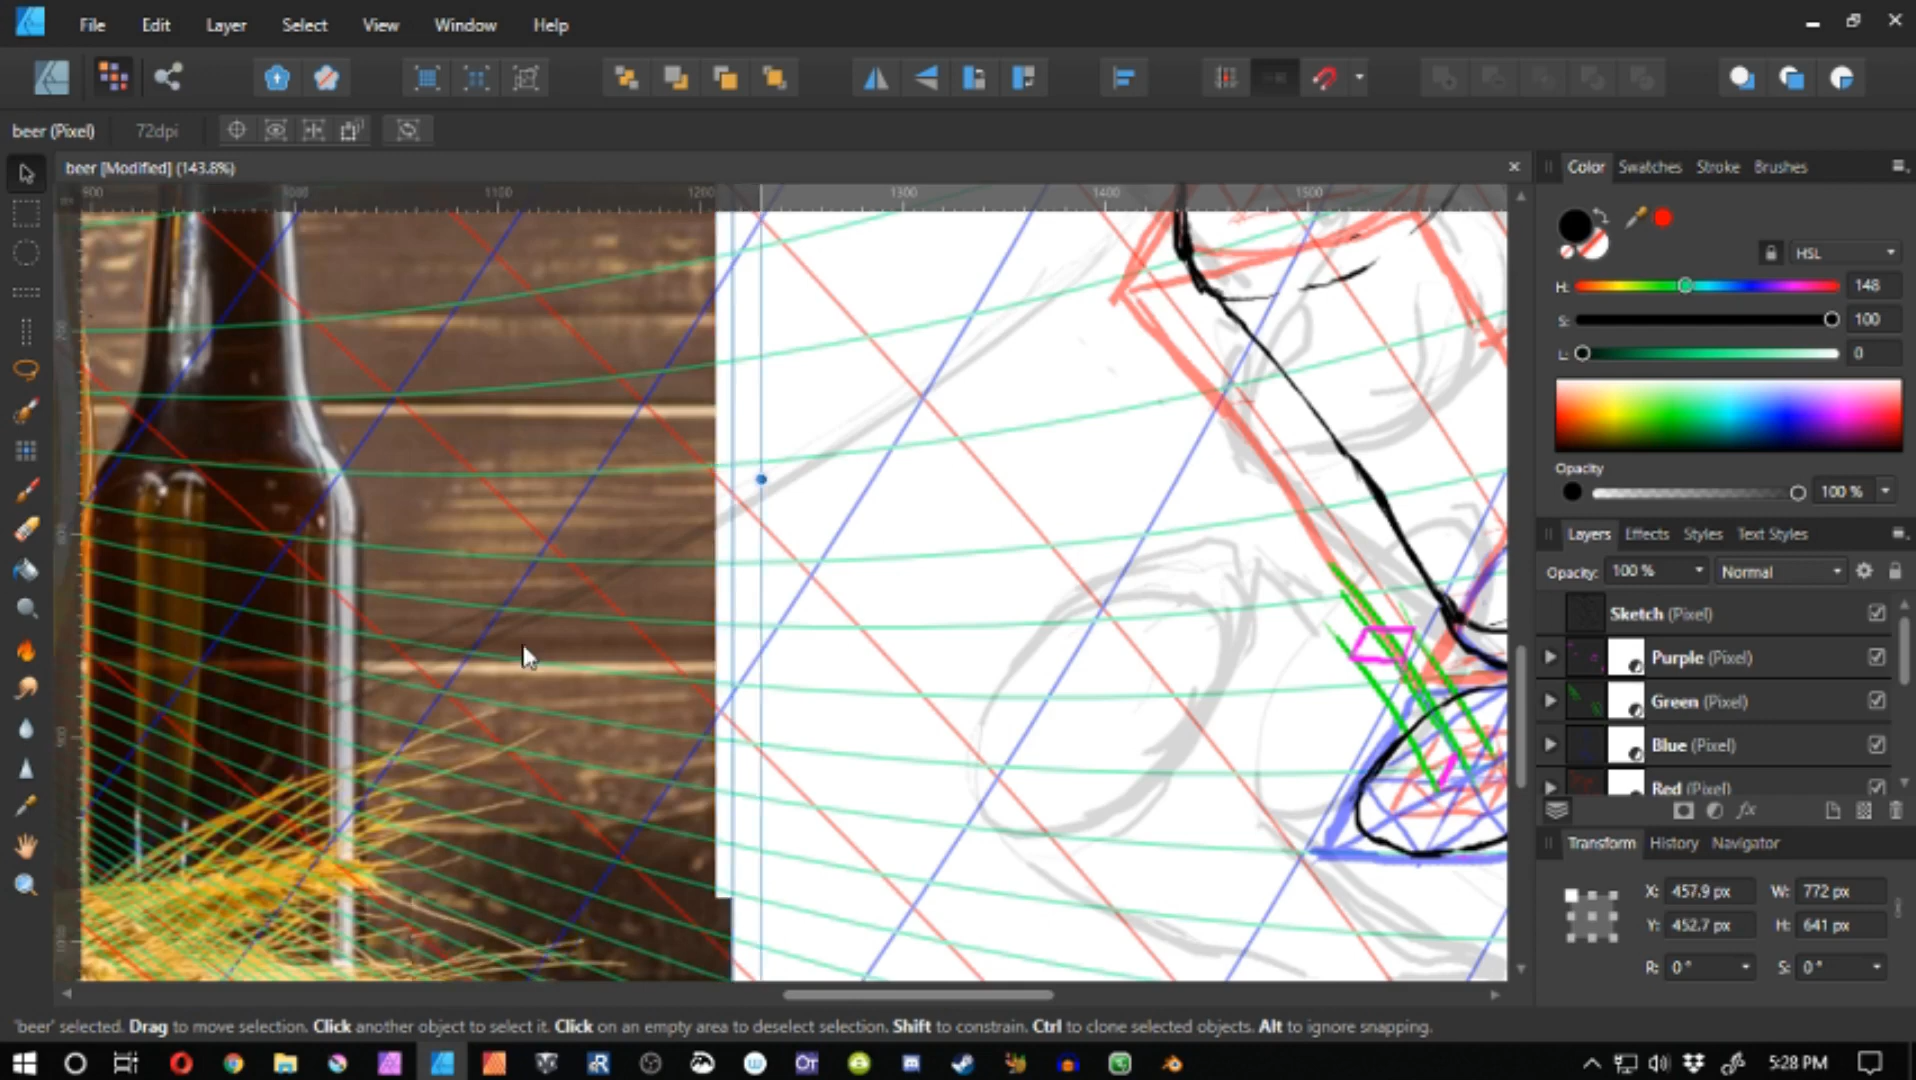 File Edit Layer Select View Window Help
beer (Pixel) 72dpi
beer [Modified] (143.8%)
900 1000 1100 1200 1300 1400 1500
Color Swatches Stroke Brushes
HSL
H: 148
S: 100
L: 0
Opacity
100 %
Layers Effects Styles Text Styles
Opacity: 100 % Normal
Sketch (Pixel)
Purple (Pixel)
Green (Pixel)
Blue (Pixel)
Red (Pixel)
Transform History Navigator
X: 457.9 px W: 772 px
Y: 452.7 px H: 641 px
R: 0 ° S: 0 °
'beer' selected. Drag to move selection. Click another object to select it. Click on an empty area to deselect selection. Shift to constrain. Ctrl to clone selected objects. Alt to ignore snapping.
5:28 PM